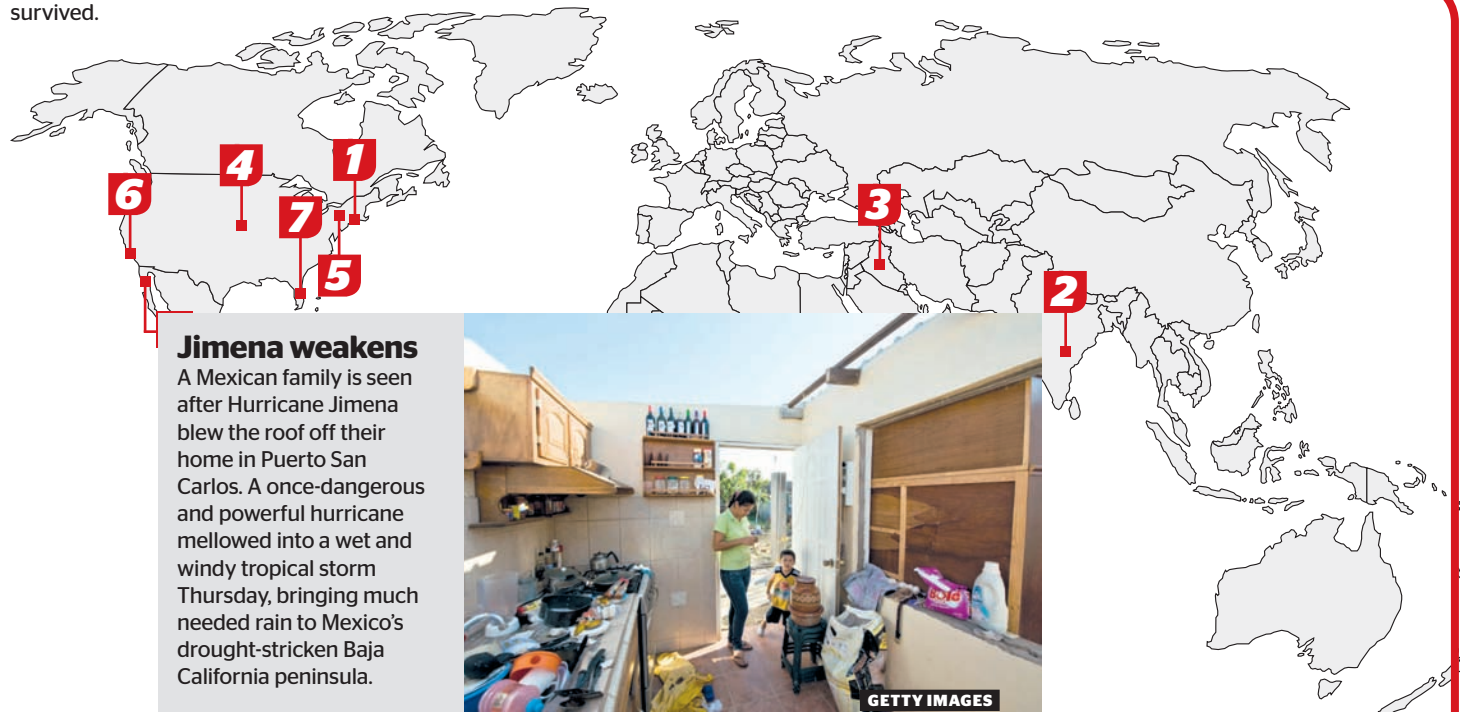 survived.
4
1
6
7
3
5
2
Jimena weakens
A Mexican family is seen
after Hurricane Jimena
blew the roof off their
home in Puerto San
Carlos. A once-dangerous
and powerful hurricane
mellowed into a wet and
windy tropical storm
Thursday, bringing much
needed rain to Mexico’s
drought-stricken Baja
California peninsula.
GETTY IMAGES